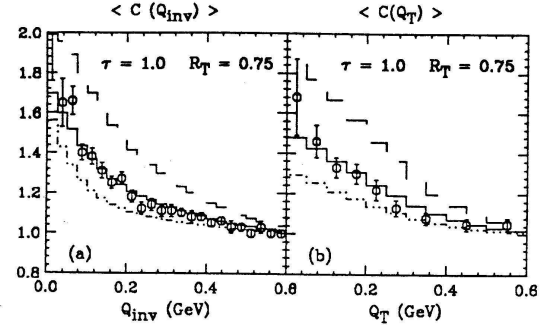 < C (Q_inv) > < C(Q_T) >
2.0
1.8
1.6
1.4
1.2
1.0
0.8
τ = 1.0 R_T = 0.75 τ = 1.0 R_T = 0.75
(a) (b)
0.0 0.2 0.4 0.6 0.2 0.4 0.6
Q_inv (GeV) Q_T (GeV)